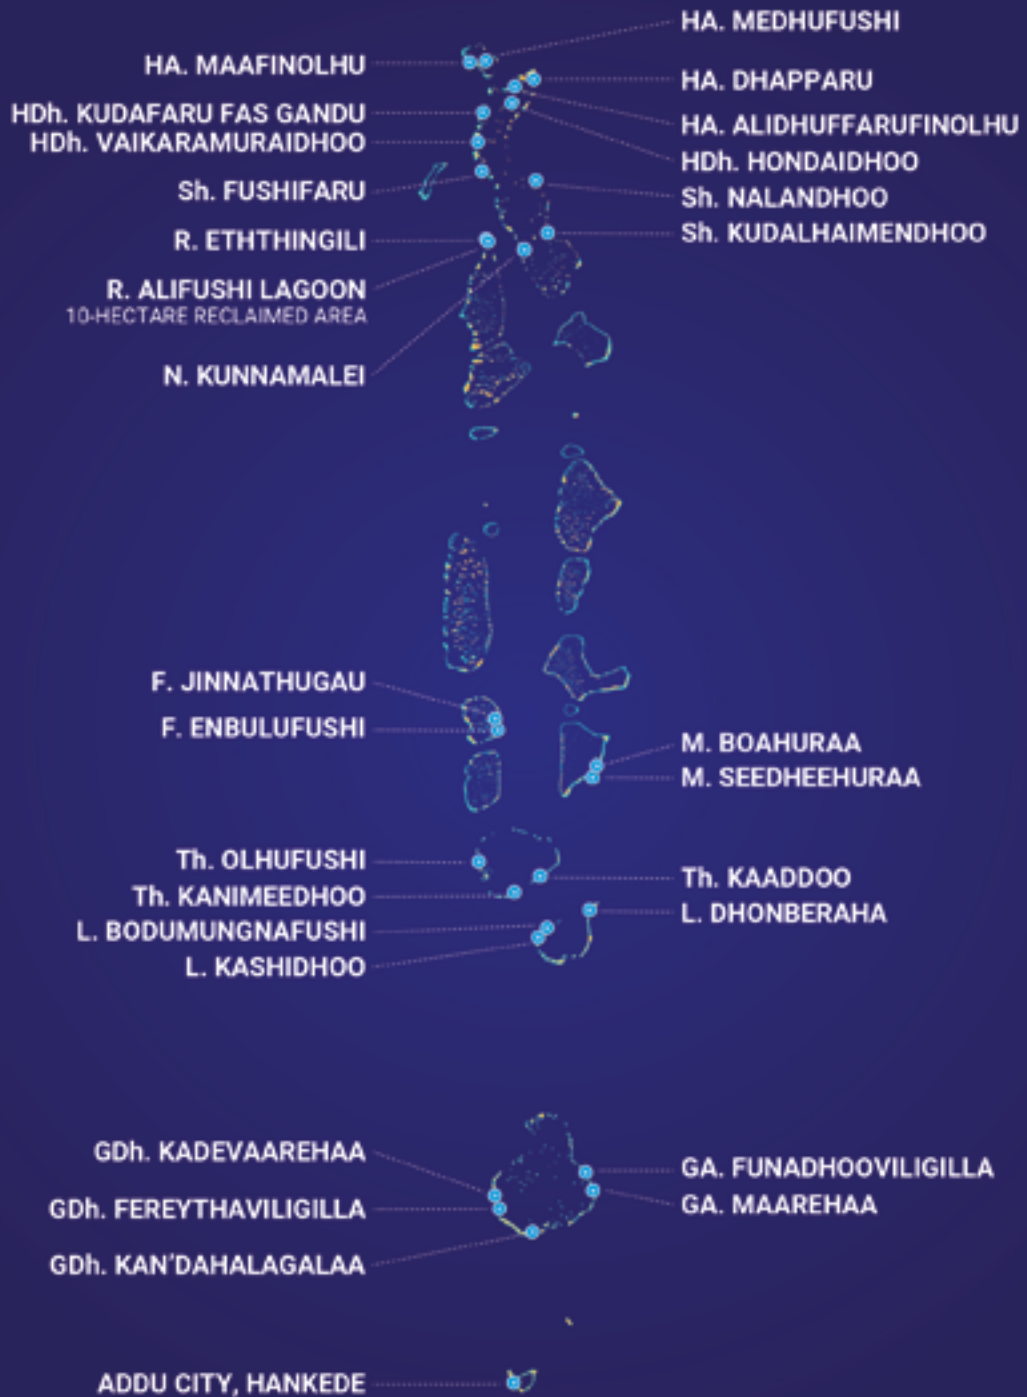 HA. MEDHUFUSHI
HA. MAAFINOLHU
HA. DHAPPARU
HDh. KUDAFARU FAS GANDU
HA. ALIDHUFFARUFINOLHU
HDh. VAIKARAMURAIDHOO
HDh. HONDAIDHOO
Sh. FUSHIFARU
Sh. NALANDHOO
R. ETHTHINGILI
Sh. KUDALHAIMENDHOO
R. ALIFUSHI LAGOON
10-HECTARE RECLAIMED AREA
N. KUNNAMALEI
F. JINNATHUGAU
F. ENBULUFUSHI
M. BOAHURAA
M. SEEDHEEHURAA
Th. OLHUFUSHI
Th. KAADDOO
Th. KANIMEEDHOO
L. DHONBERAHA
L. BODUMUNGNAFUSHI
L. KASHIDHOO
GDh. KADEVAAREHAA
GA. FUNADHOOVILIGILLA
GDh. FEREYTHAVILIGILLA
GA. MAAREHAA
GDh. KAN'DAHALAGALAA
ADDU CITY, HANKEDE